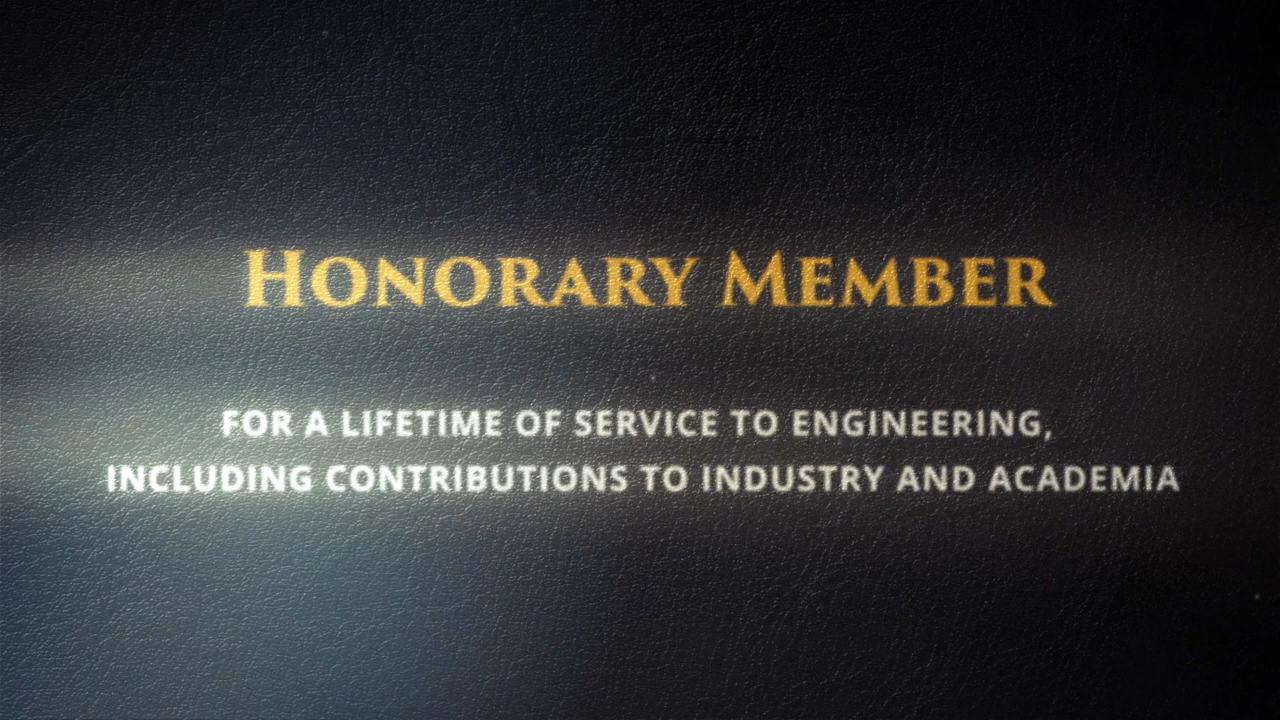 Honorary Member
FOR A LIFETIME OF SERVICE TO ENGINEERING,
INCLUDING CONTRIBUTIONS TO INDUSTRY AND ACADEMIA